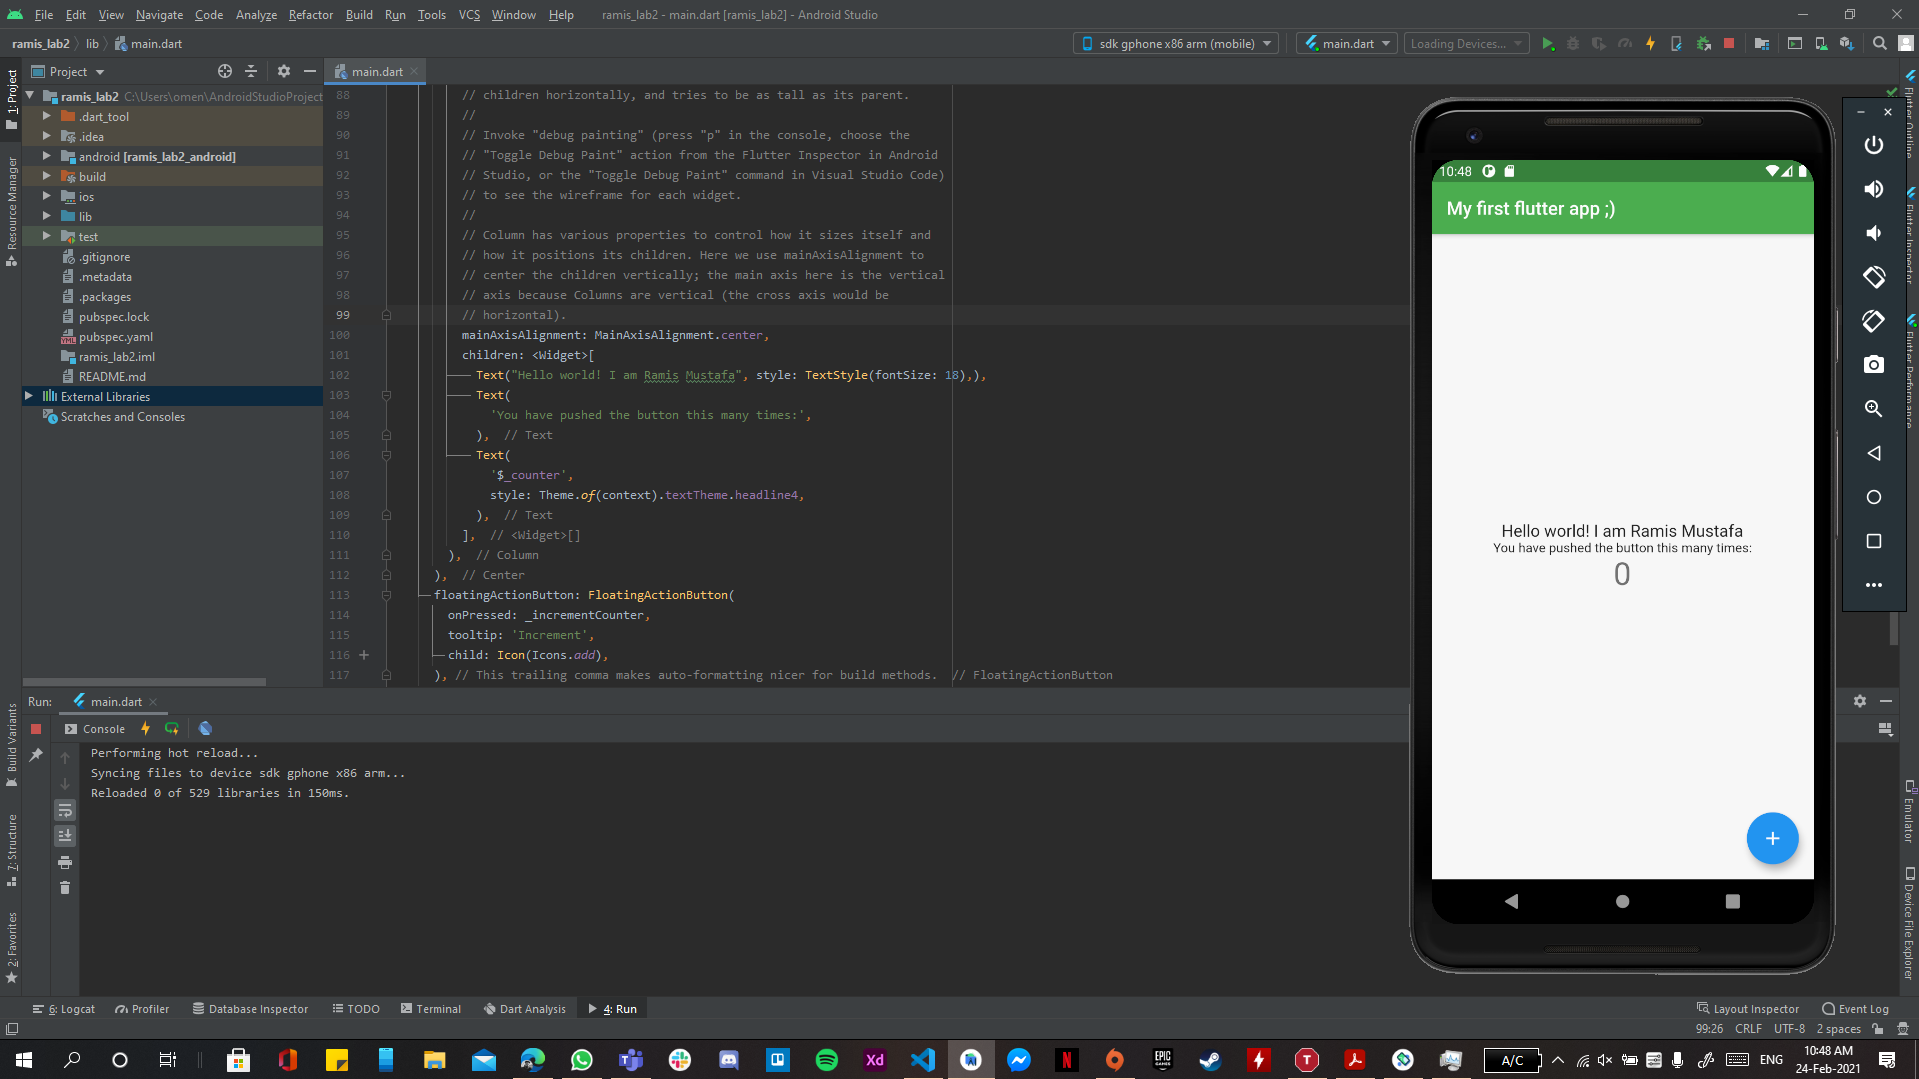 File Edit View Navigate Code Analyze Refactor Build Run Tools VCS Window Help ramis_lab2 - main.dart [ramis_lab2] - Android Studio
ramis_lab2 lib main.dart
sdk gphone x86 arm (mobile) main.dart Loading Devices...
Project
main.dart
1: Project
Resource Manager
Build Variants
7: Structure
2: Favorites
ramis_lab2 C:\Users\omen\AndroidStudioProject
.dart_tool
.idea
android [ramis_lab2_android]
build
ios
lib
test
.gitignore
.metadata
.packages
pubspec.lock
pubspec.yaml
ramis_lab2.iml
README.md
External Libraries
Scratches and Consoles
88 // children horizontally, and tries to be as tall as its parent.
89 //
90 // Invoke "debug painting" (press "p" in the console, choose the
91 // "Toggle Debug Paint" action from the Flutter Inspector in Android
92 // Studio, or the "Toggle Debug Paint" command in Visual Studio Code)
93 // to see the wireframe for each widget.
94 //
95 // Column has various properties to control how it sizes itself and
96 // how it positions its children. Here we use mainAxisAlignment to
97 // center the children vertically; the main axis here is the vertical
98 // axis because Columns are vertical (the cross axis would be
99 // horizontal).
100 mainAxisAlignment: MainAxisAlignment.center,
101 children: <Widget>[
102 Text("Hello world! I am Ramis Mustafa", style: TextStyle(fontSize: 18),),
103 Text(
104 'You have pushed the button this many times:',
105 ), // Text
106 Text(
107 '$_counter',
108 style: Theme.of(context).textTheme.headline4,
109 ), // Text
110 ], // <Widget>[]
111 ), // Column
112 ), // Center
113 floatingActionButton: FloatingActionButton(
114 onPressed: _incrementCounter,
115 tooltip: 'Increment',
116 child: Icon(Icons.add),
117 ), // This trailing comma makes auto-formatting nicer for build methods. // FloatingActionButton
10:48
My first flutter app ;)
Hello world! I am Ramis Mustafa
You have pushed the button this many times:
0
Flutter Outline
Flutter Inspector
Flutter Performance
Emulator
Device File Explorer
Run: main.dart
Console
Performing hot reload...
Syncing files to device sdk gphone x86 arm...
Reloaded 0 of 529 libraries in 150ms.
6: Logcat Profiler Database Inspector TODO Terminal Dart Analysis 4: Run Layout Inspector Event Log
99:26 CRLF UTF-8 2 spaces
Xd
N
EPIC GAMES
T
A/C
ENG
10:48 AM
24-Feb-2021